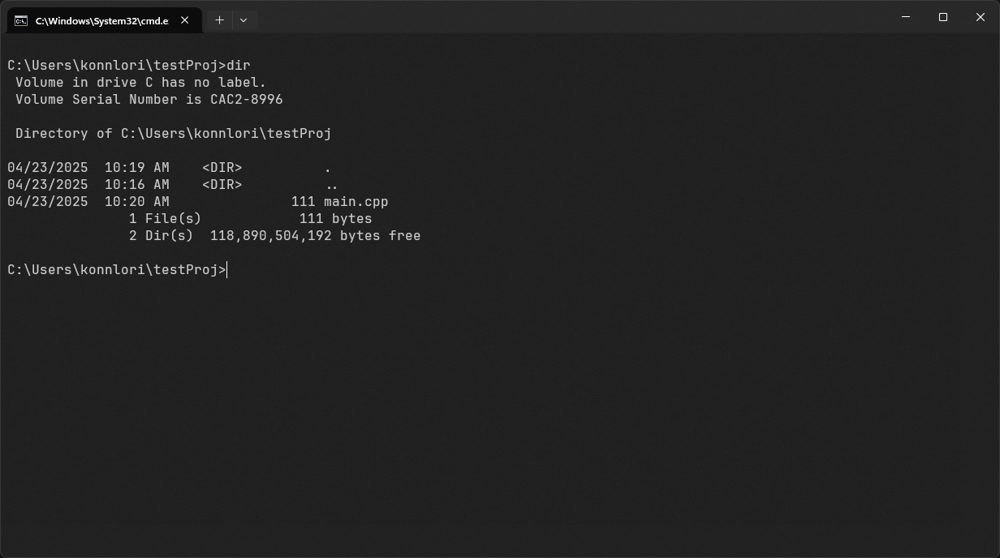 C:\Windows\System32\cmd.e
C:\Users\konnlori\testProj>dir
 Volume in drive C has no label.
 Volume Serial Number is CAC2-8996
 Directory of C:\Users\konnlori\testProj
04/23/2025  10:19 AM    <DIR>          .
04/23/2025  10:16 AM    <DIR>          ..
04/23/2025  10:20 AM               111 main.cpp
               1 File(s)            111 bytes
               2 Dir(s)  118,890,504,192 bytes free
C:\Users\konnlori\testProj>